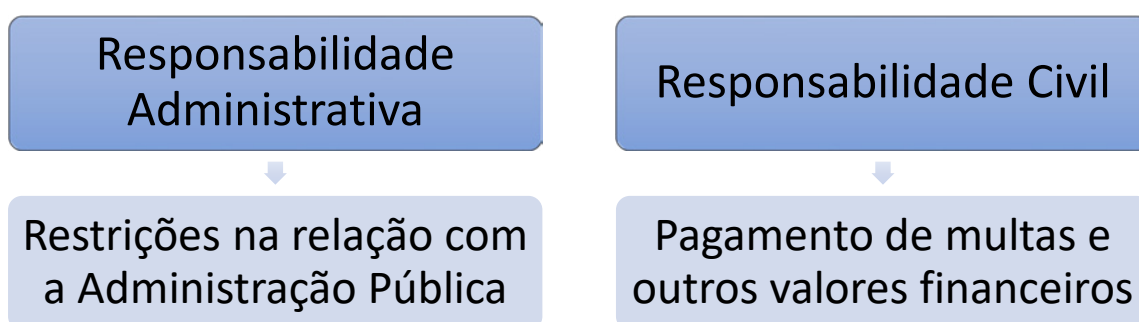 Responsabilidade
Administrativa
Restrições na relação com
a Administração Pública
Responsabilidade Civil
Pagamento de multas e
outros valores financeiros